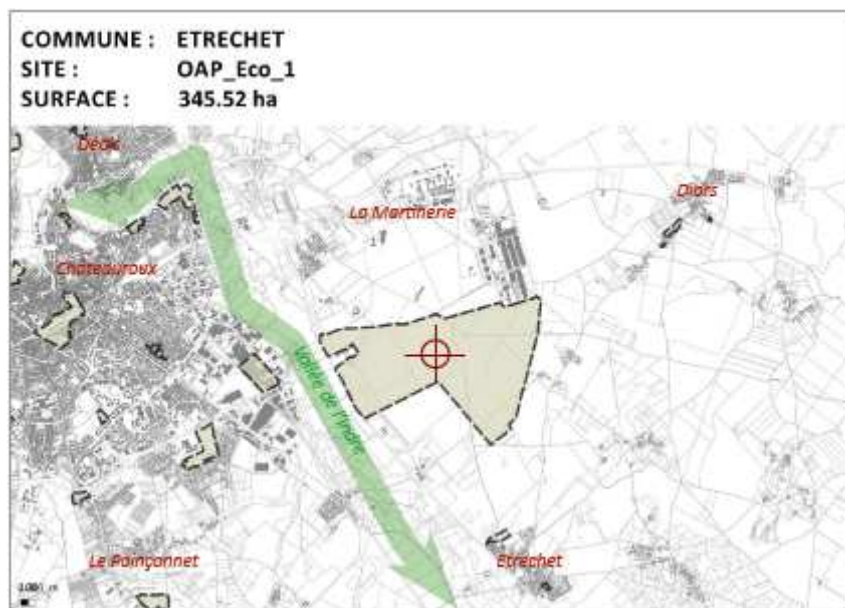 COMMUNE : ETRECHET
SITE : OAP_Eco_1
SURFACE : 345.52 ha
Déols
Diors
La Martinerie
Chateauroux
Vallée de l'Indre
Le Poinçonnet
Etrechet